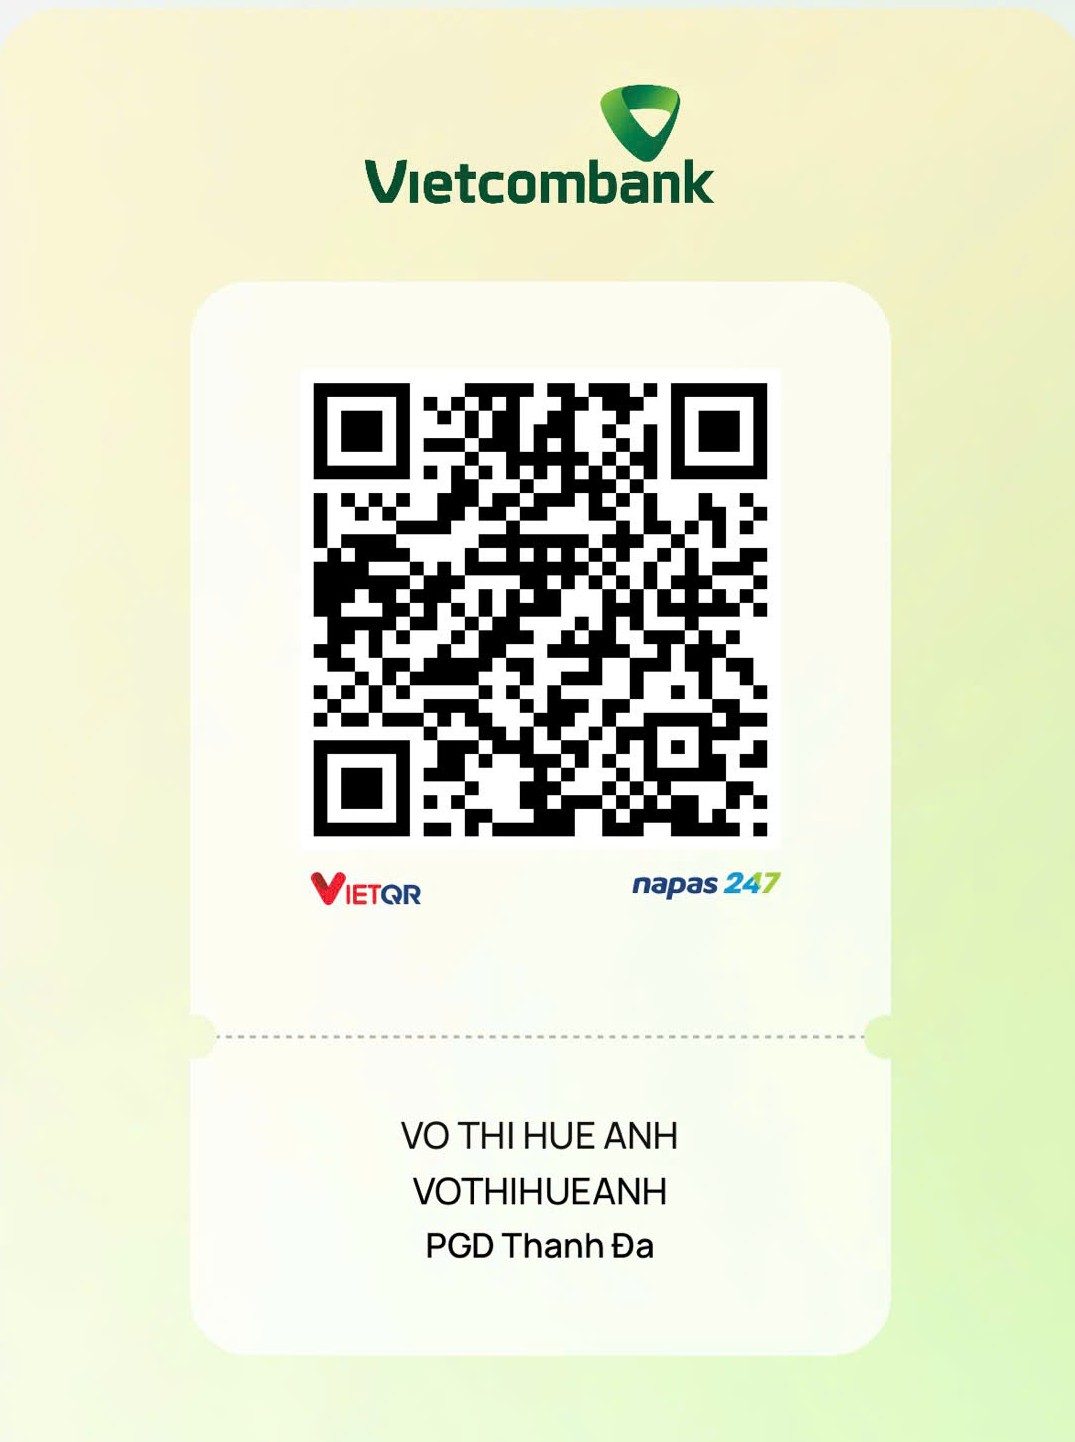 Vietcombank
VIETQR
napas 247
VO THI HUE ANH
VOTHIHUEANH
PGD Thanh Đa